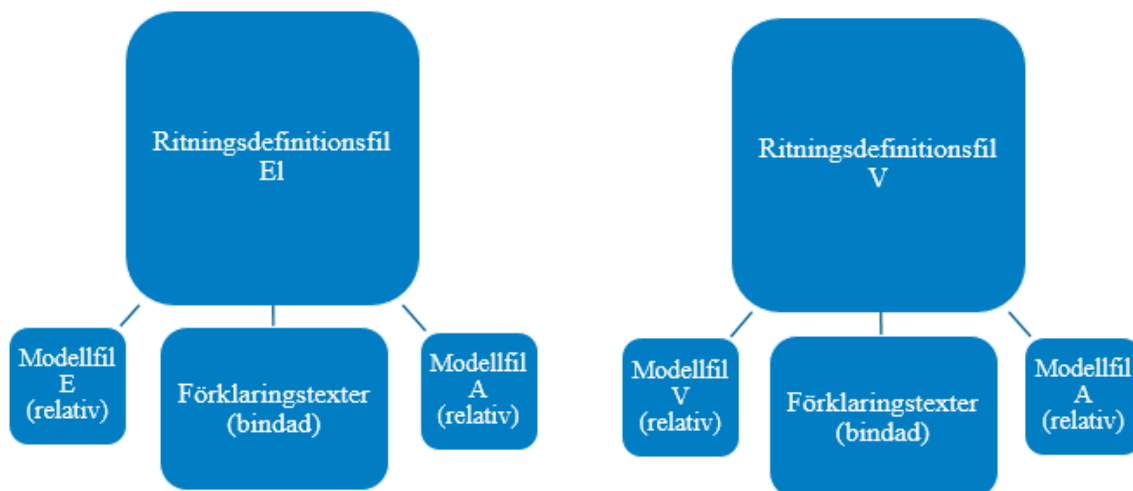 Ritningsdefinitionsfil
El
Modellfil
E
(relativ)
Förklaringstexter
(bindad)
Modellfil
A
(relativ)
Ritningsdefinitionsfil
V
Modellfil
V
(relativ)
Förklaringstexter
(bindad)
Modellfil
A
(relativ)